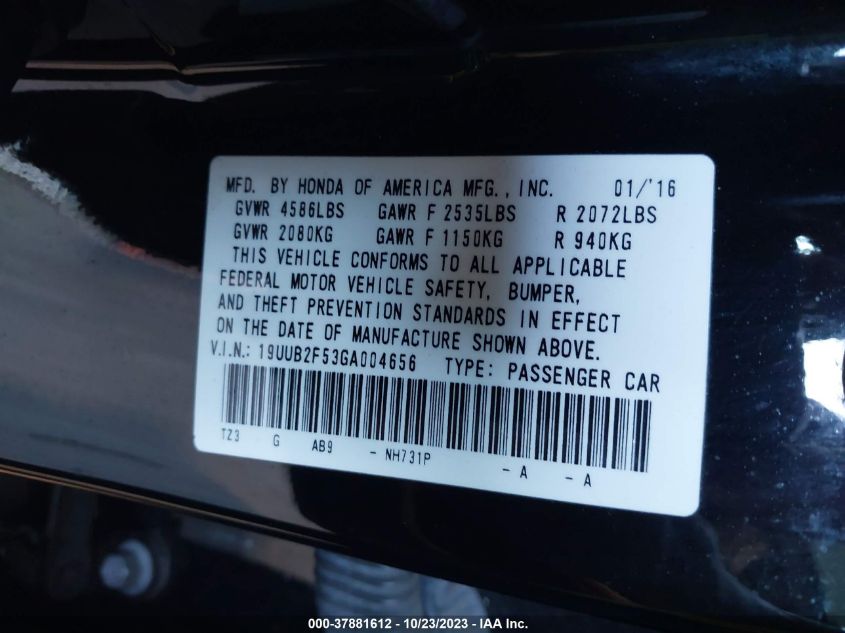 MFD. BY HONDA OF AMERICA MFG., INC. 01/'16
GVWR 4586LBS GAWR F 2535LBS R 2072LBS
GVWR 2080KG GAWR F 1150KG R 940KG
THIS VEHICLE CONFORMS TO ALL APPLICABLE
FEDERAL MOTOR VEHICLE SAFETY, BUMPER,
AND THEFT PREVENTION STANDARDS IN EFFECT
ON THE DATE OF MANUFACTURE SHOWN ABOVE.
V.I.N.: 19UUB2F53GA004656 TYPE: PASSENGER CAR
TZ3 G AB9 - NH731P - A - A
000-37881612 - 10/23/2023 - IAA Inc.